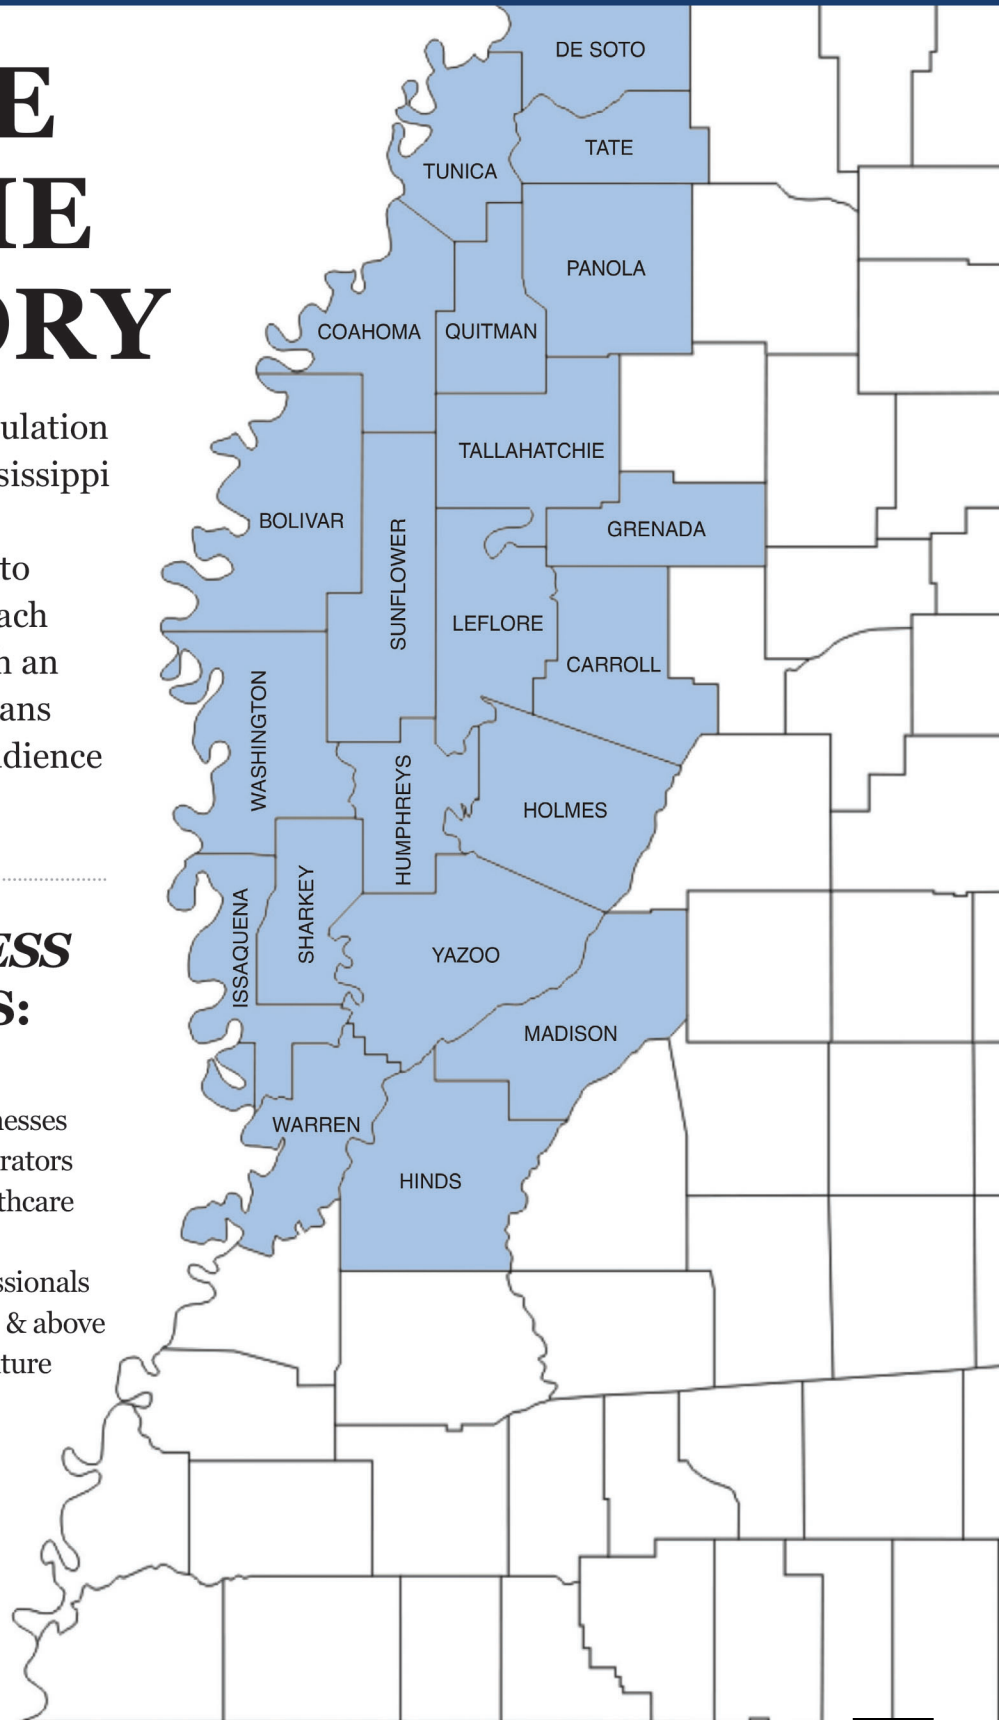 E
IE
ORY
ulation
sissippi
to
ach
n an
ans
dience
ESS
S:
nesses
rators
thcare
ssionals
& above
ture
DE SOTO
TATE
TUNICA
PANOLA
COAHOMA
QUITMAN
TALLAHATCHIE
BOLIVAR
SUNFLOWER
GRENADA
LEFLORE
CARROLL
WASHINGTON
HUMPHREYS
HOLMES
SHARKEY
ISSAQUENA
YAZOO
MADISON
WARREN
HINDS